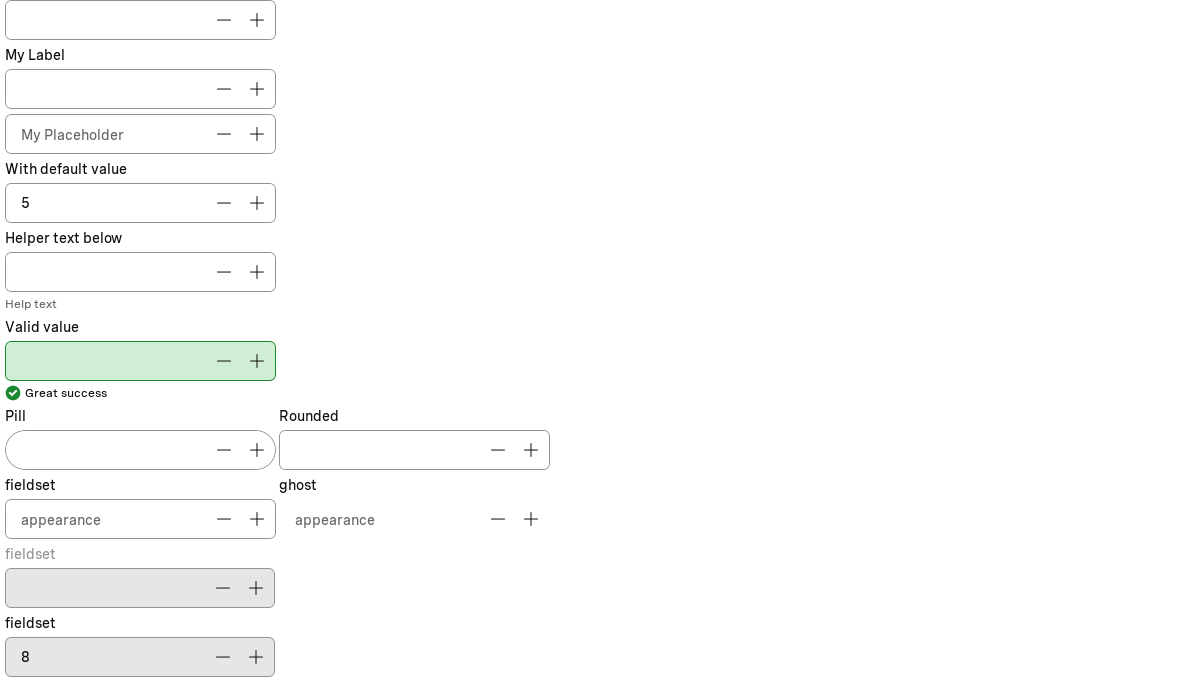 My Label
My Placeholder
With default value
5
Helper text below
Help text
Valid value
Great success
Pill
Rounded
fieldset
ghost
appearance
appearance
fieldset
fieldset
8